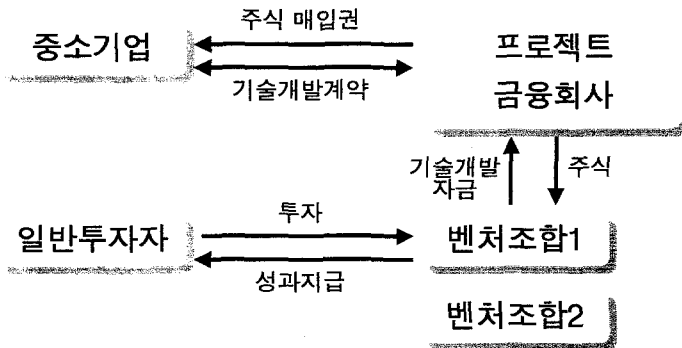 주식 매입권
중소기업
프로젝트
금융회사
기술개발계약
기술개발
자금
주식
일반투자자
투자
성과지급
벤처조합1
벤처조합2